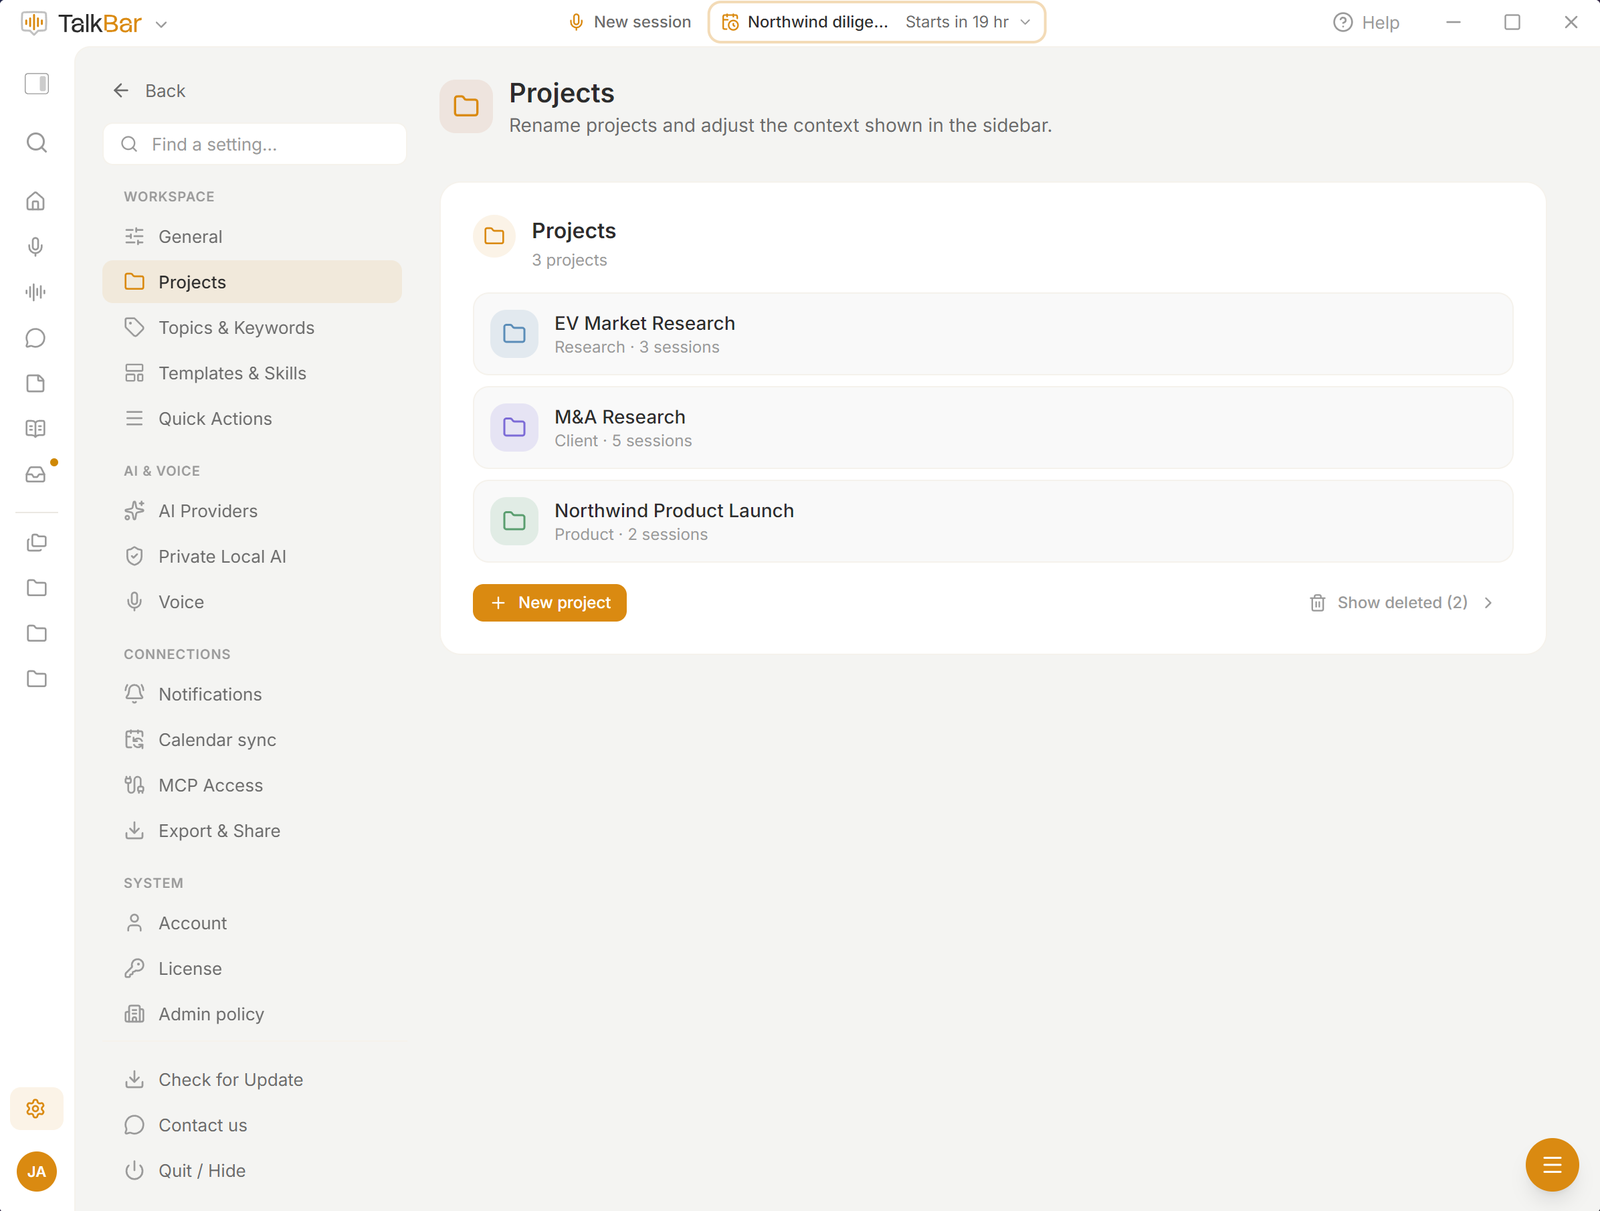 TalkBar
New session
Northwind dilige... Starts in 19 hr
Help
Back
Find a setting...
WORKSPACE
General
Projects
Topics & Keywords
Templates & Skills
Quick Actions
AI & VOICE
AI Providers
Private Local AI
Voice
CONNECTIONS
Notifications
Calendar sync
MCP Access
Export & Share
SYSTEM
Account
License
Admin policy
Check for Update
Contact us
Quit / Hide
JA
Projects
Rename projects and adjust the context shown in the sidebar.
Projects
3 projects
EV Market Research
Research · 3 sessions
M&A Research
Client · 5 sessions
Northwind Product Launch
Product · 2 sessions
New project
Show deleted (2)